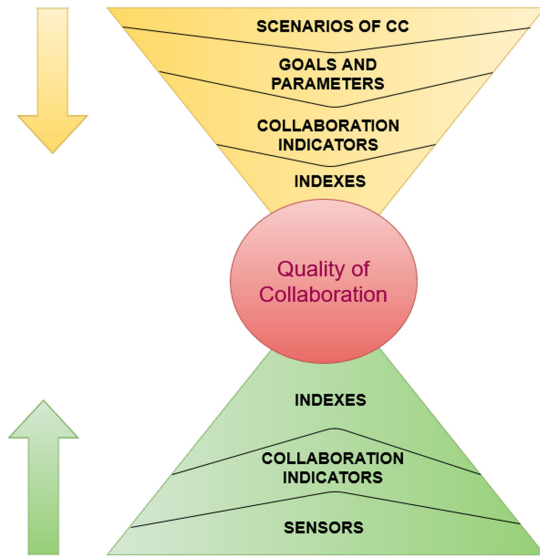 SCENARIOS OF CC
GOALS AND
PARAMETERS
COLLABORATION
INDICATORS
INDEXES
Quality of
Collaboration
INDEXES
COLLABORATION
INDICATORS
SENSORS